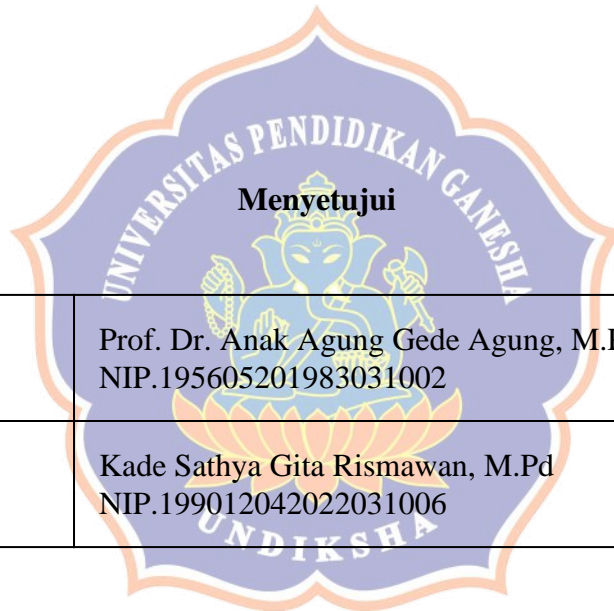 UNIVERSITAS PENDIDIKAN GANESHA
Menyetujui
Prof. Dr. Anak Agung Gede Agung, M.
NIP.195605201983031002
Kade Sathya Gita Rismawan, M.Pd
NIP.199012042022031006
UNDIKSHA